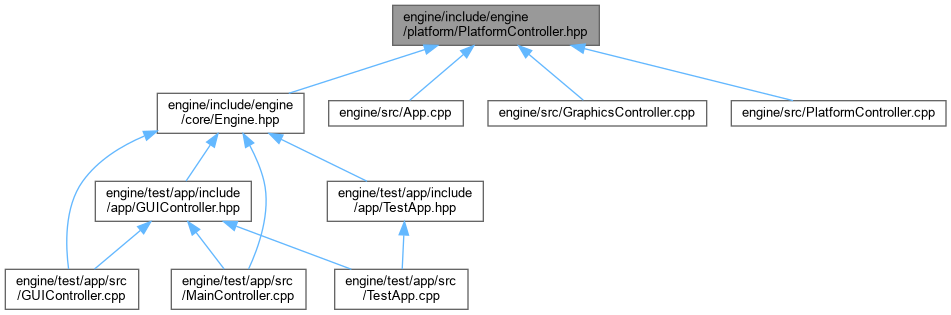 engine/include/engine
/platform/PlatformController.hpp
engine/include/engine
/core/Engine.hpp
engine/src/App.cpp
engine/src/GraphicsController.cpp
engine/src/PlatformController.cpp
engine/test/app/include
/app/GUIController.hpp
engine/test/app/include
/app/TestApp.hpp
engine/test/app/src
/GUIController.cpp
engine/test/app/src
/MainController.cpp
engine/test/app/src
/TestApp.cpp